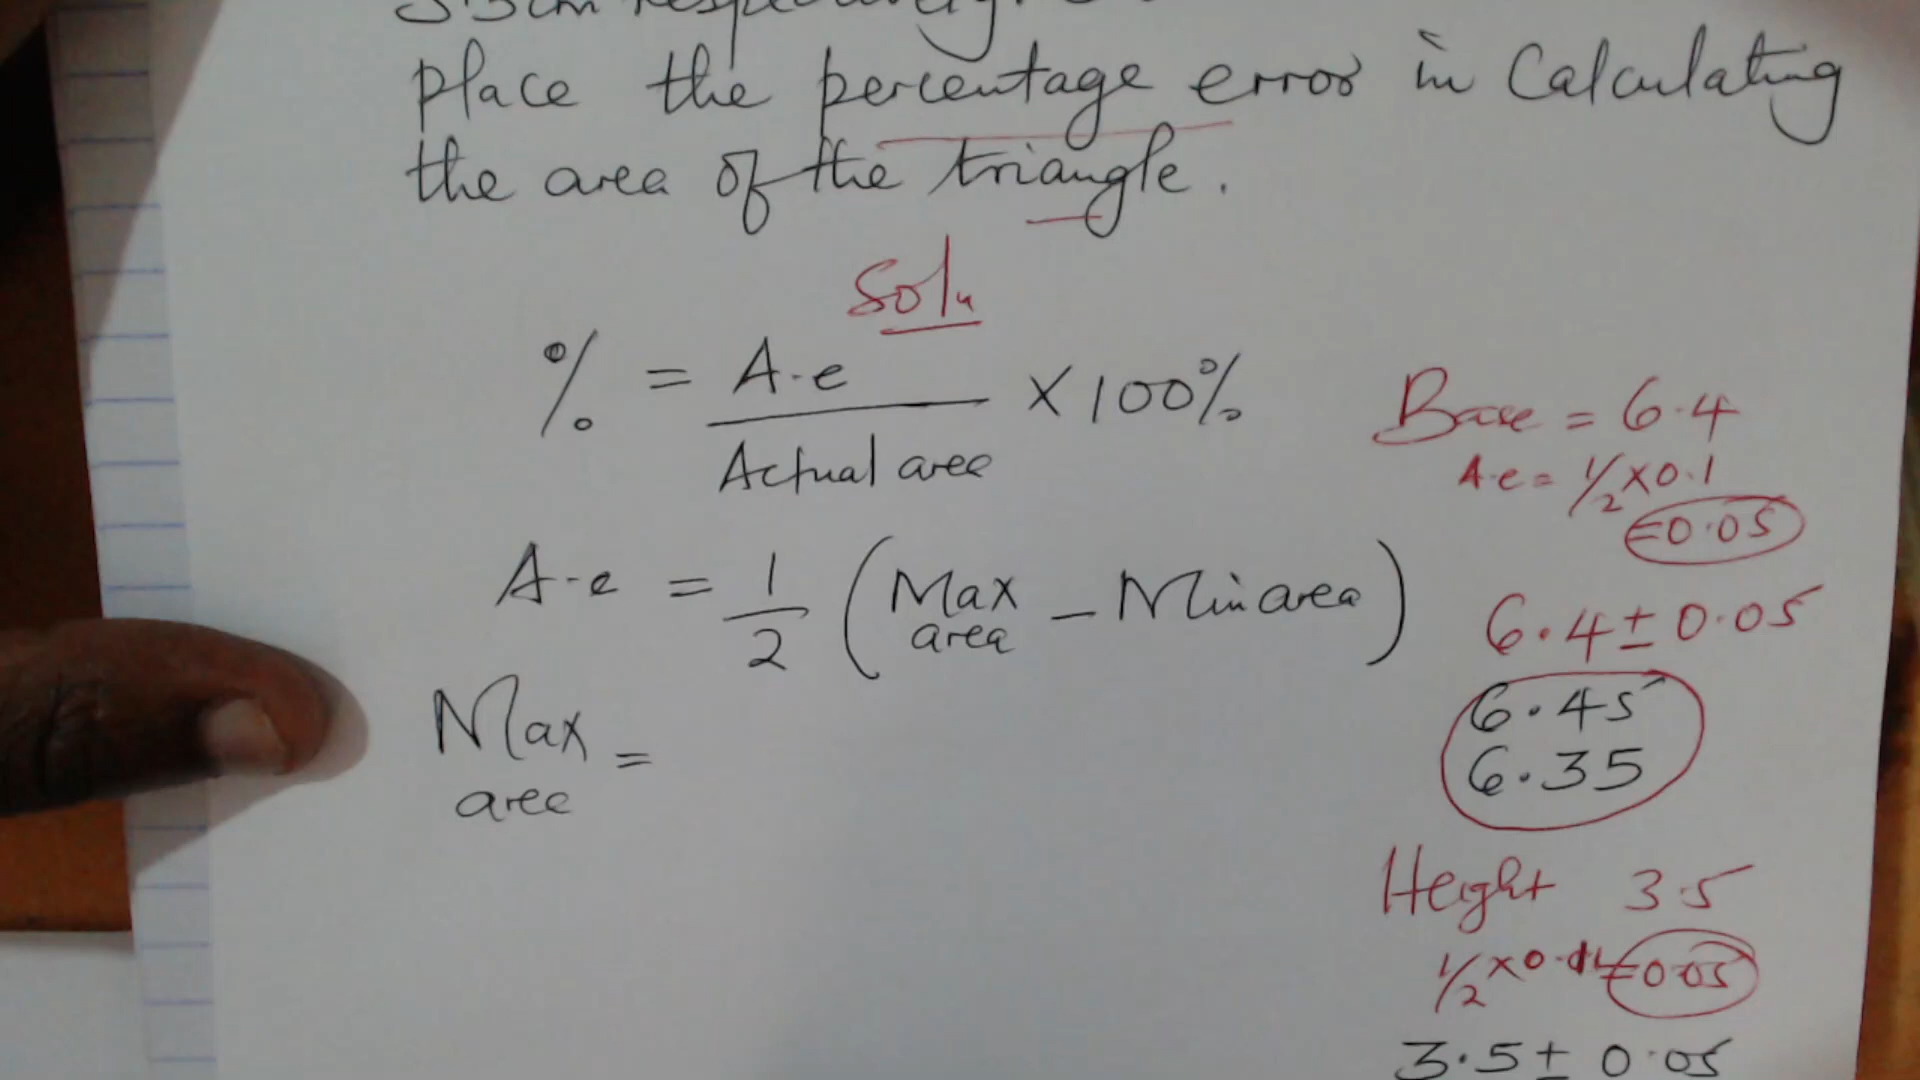 place the percentage error in Calculating
the area of the triangle.
Soln
% = A.e / Actual area × 100%
A.e = 1/2 (Max area − Min area)
Max area =
Base = 6.4
A.e = 1/2 × 0.1
= 0.05
6.4 ± 0.05
6.45
6.35
Height 3.5
1/2 × 0.1 = 0.05
3.5 ± 0.05